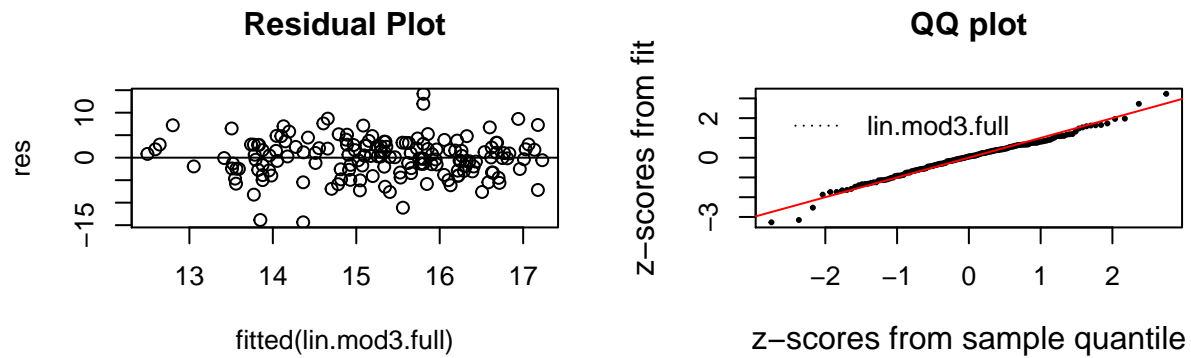 Residual Plot
res
10
0
−15
13 14 15 16 17
fitted(lin.mod3.full)
QQ plot
z−scores from fit
2
0
−3
lin.mod3.full
−2 −1 0 1 2
z−scores from sample quantile